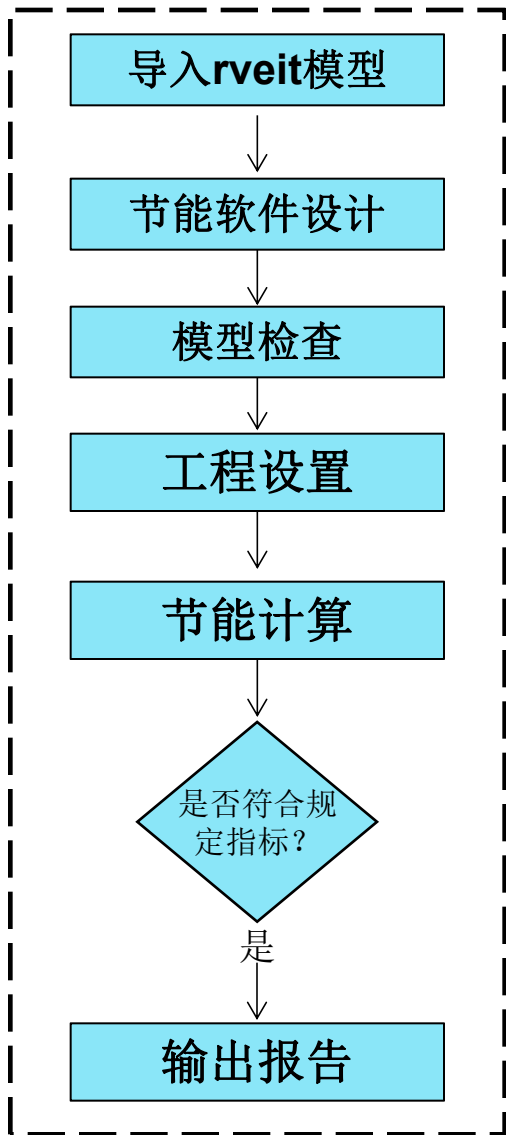 导入rveit模型
节能软件设计
模型检查
工程设置
节能计算
是否符合规
定指标？
是
输出报告